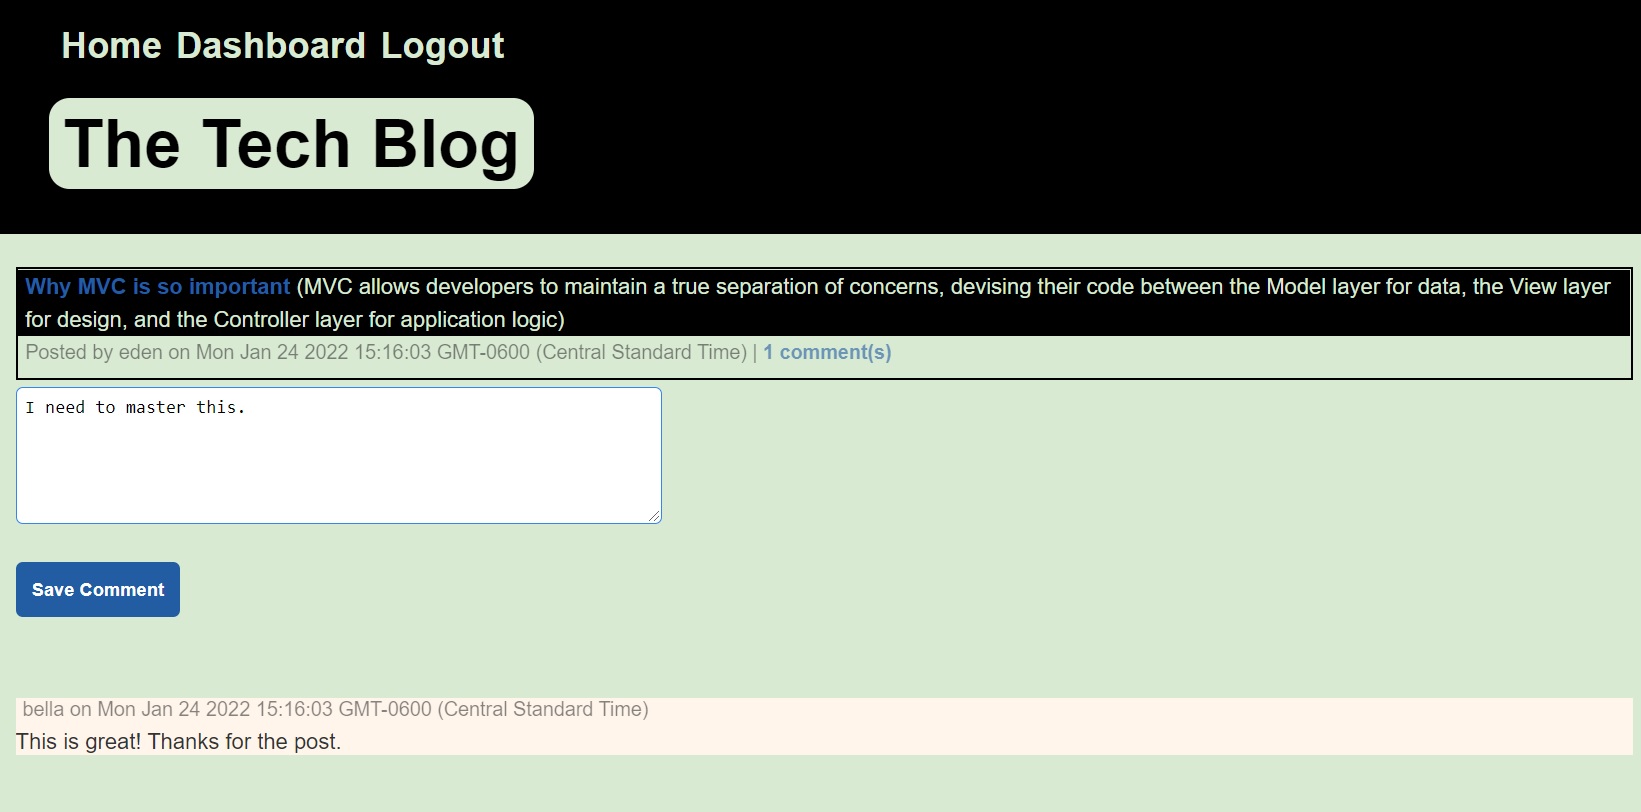 Home Dashboard Logout
The Tech Blog
Why MVC is so important (MVC allows developers to maintain a true separation of concerns, devising their code between the Model layer for data, the View layer
for design, and the Controller layer for application logic)
Posted by eden on Mon Jan 24 2022 15:16:03 GMT-0600 (Central Standard Time) | 1 comment(s)
I need to master this.
Save Comment
bella on Mon Jan 24 2022 15:16:03 GMT-0600 (Central Standard Time)
This is great! Thanks for the post.